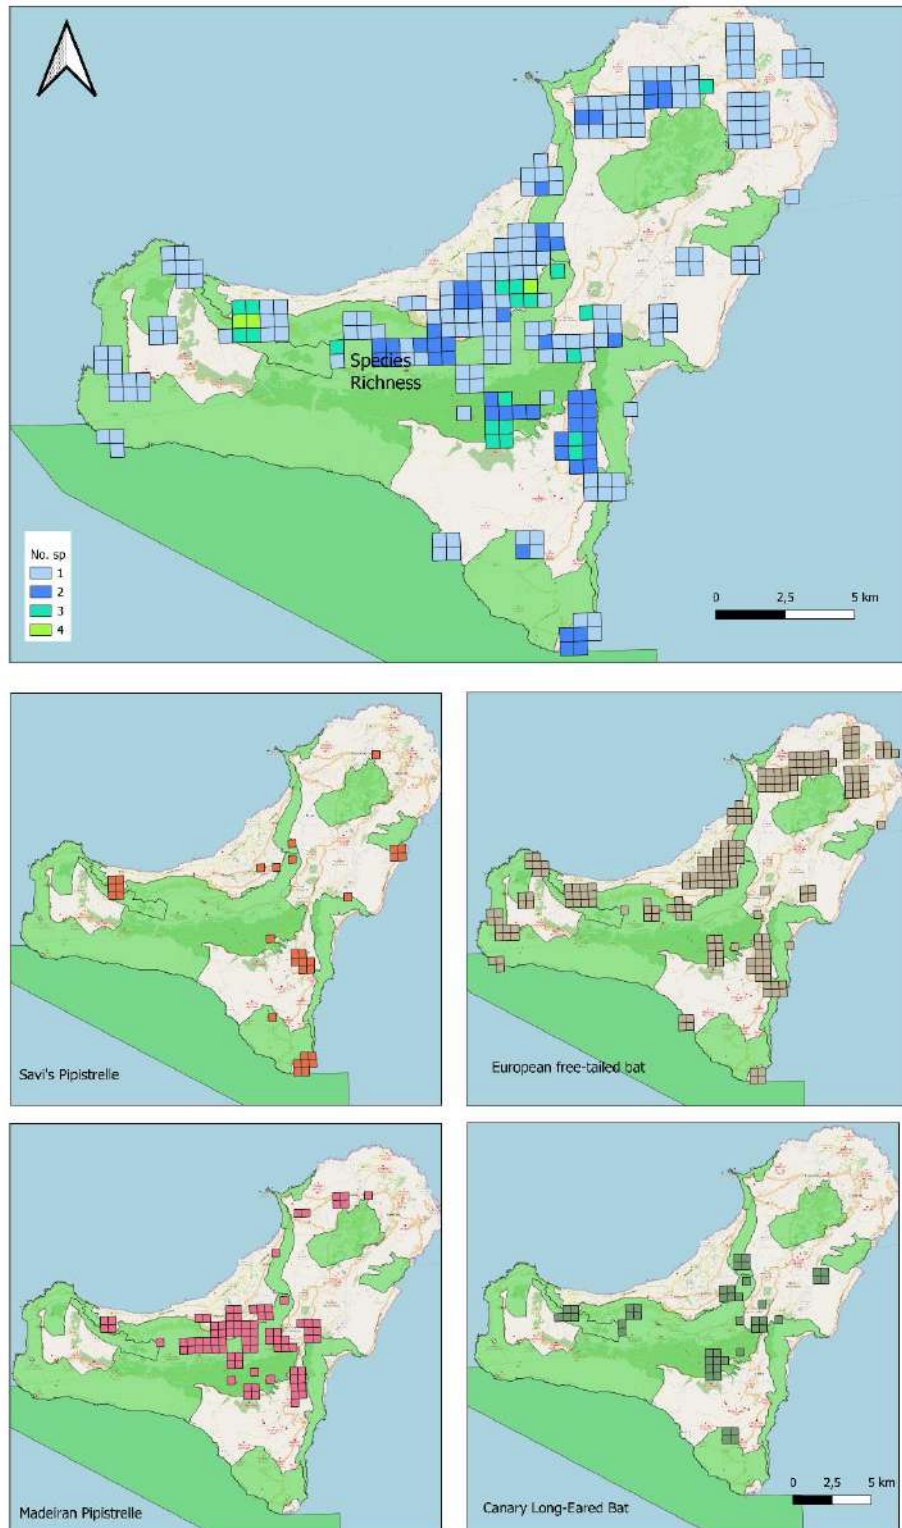 Species
Richness
No. sp
1
2
3
4
0 2,5 5 km
Savi's Pipistrelle
European free-tailed bat
Madeiran Pipistrelle
Canary Long-Eared Bat
0 2,5 5 km